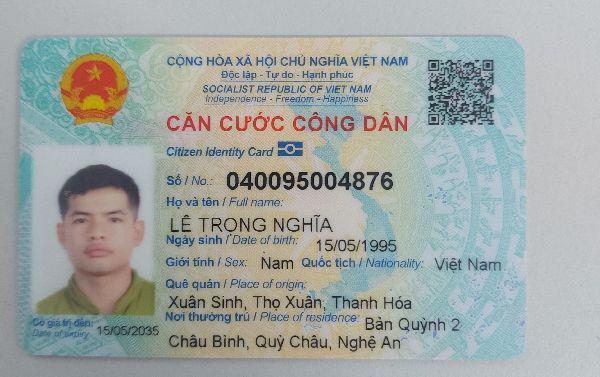 CỘNG HÒA XÃ HỘI CHỦ NGHĨA VIỆT NAM
Độc lập - Tự do - Hạnh phúc
SOCIALIST REPUBLIC OF VIET NAM
Independence - Freedom - Happiness
CĂN CƯỚC CÔNG DÂN
Citizen Identity Card
Số / No.: 040095004876
Họ và tên / Full name:
LÊ TRỌNG NGHĨA
Ngày sinh / Date of birth: 15/05/1995
Giới tính / Sex: Nam Quốc tịch / Nationality: Việt Nam
Quê quán / Place of origin:
Xuân Sinh, Thọ Xuân, Thanh Hóa
Nơi thường trú / Place of residence: Bản Quỳnh 2
Châu Bình, Quỳ Châu, Nghệ An
Có giá trị đến: 15/05/2035
Date of expiry